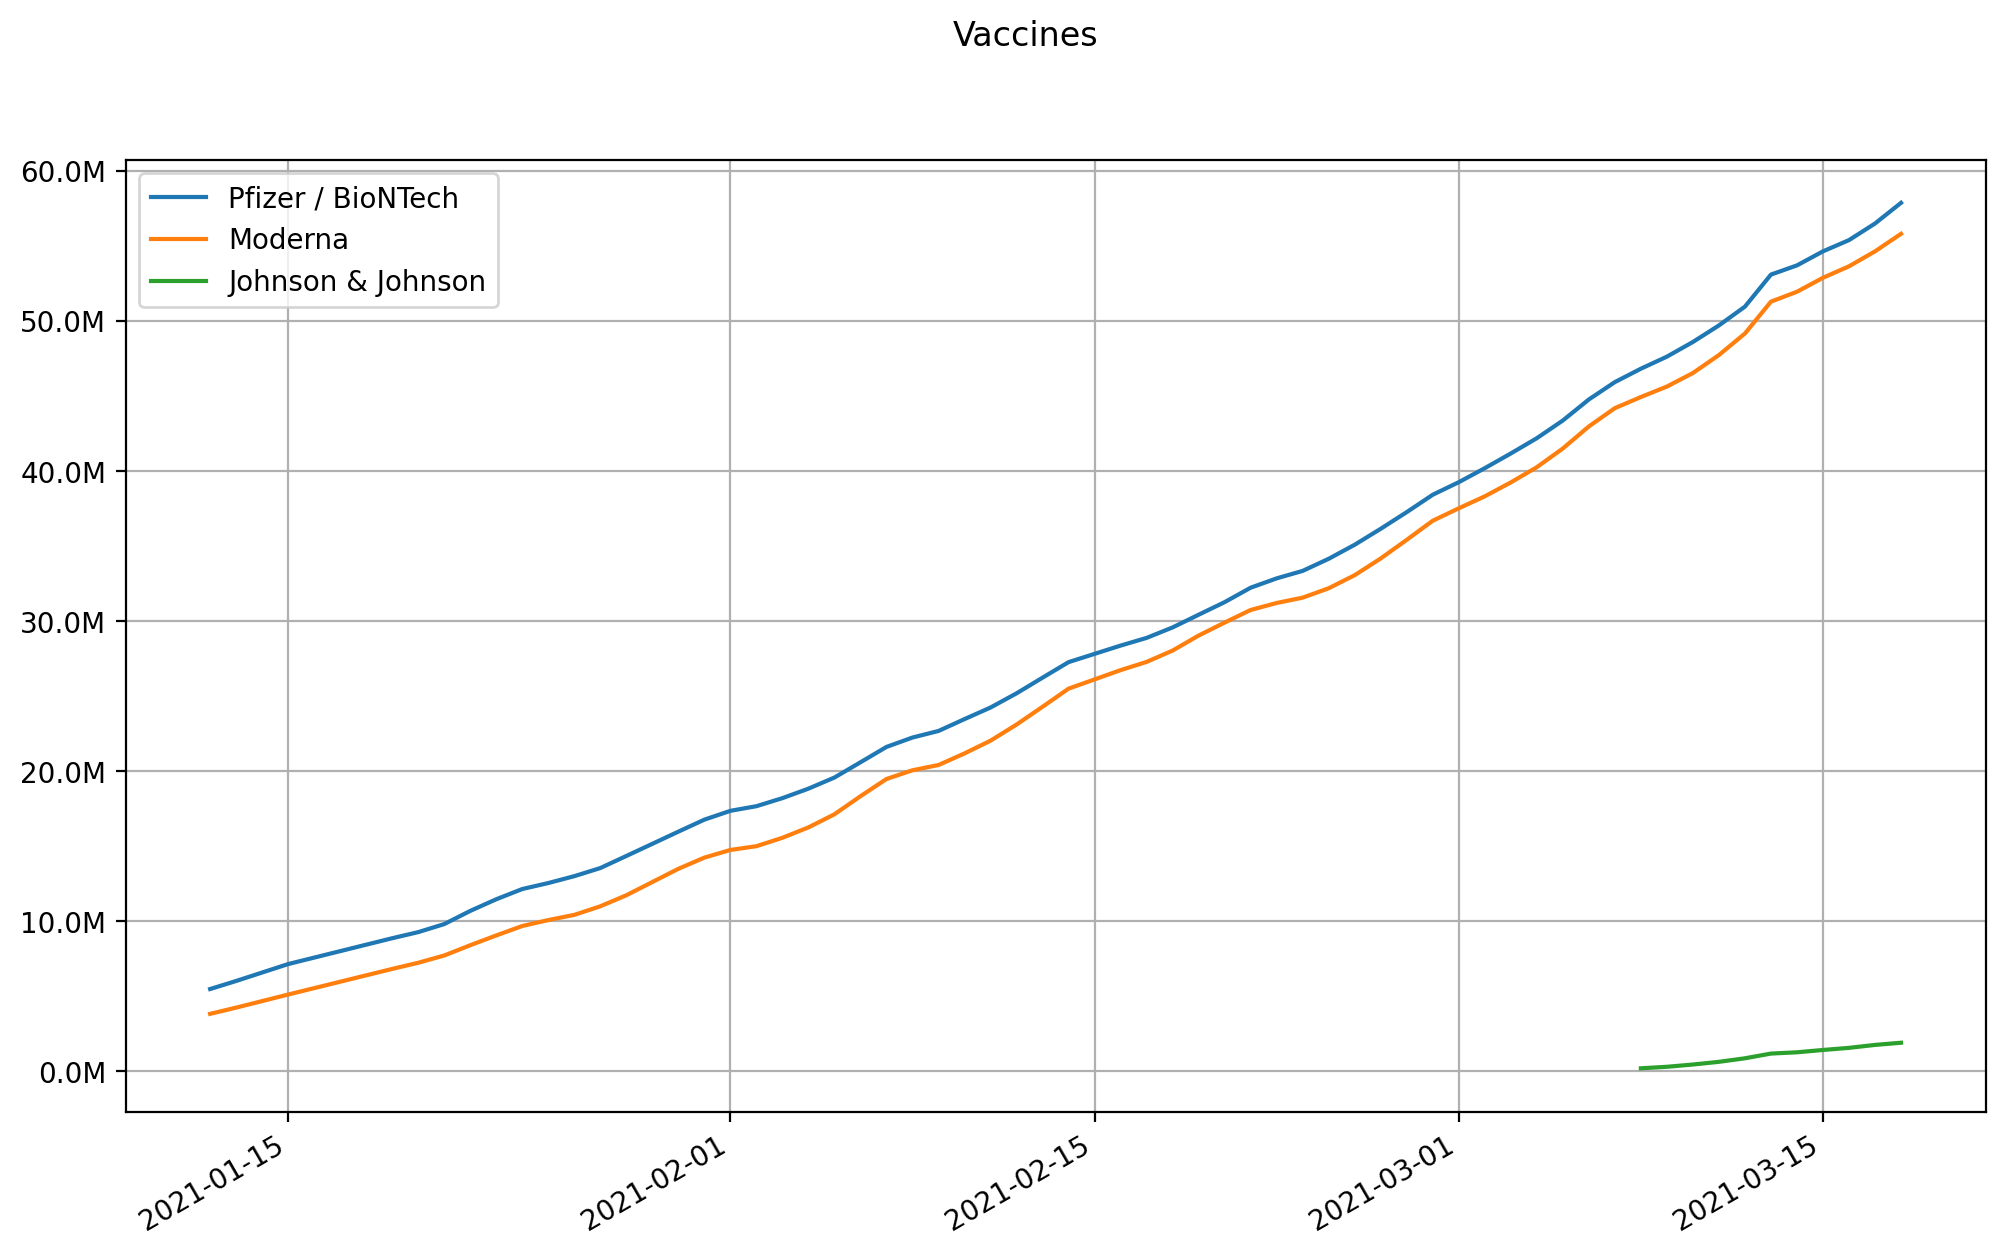 Vaccines
60.0M
50.0M
40.0M
30.0M
20.0M
10.0M
0.0M
Pfizer / BioNTech
Moderna
Johnson & Johnson
2021-01-15
2021-02-01
2021-02-15
2021-03-01
2021-03-15